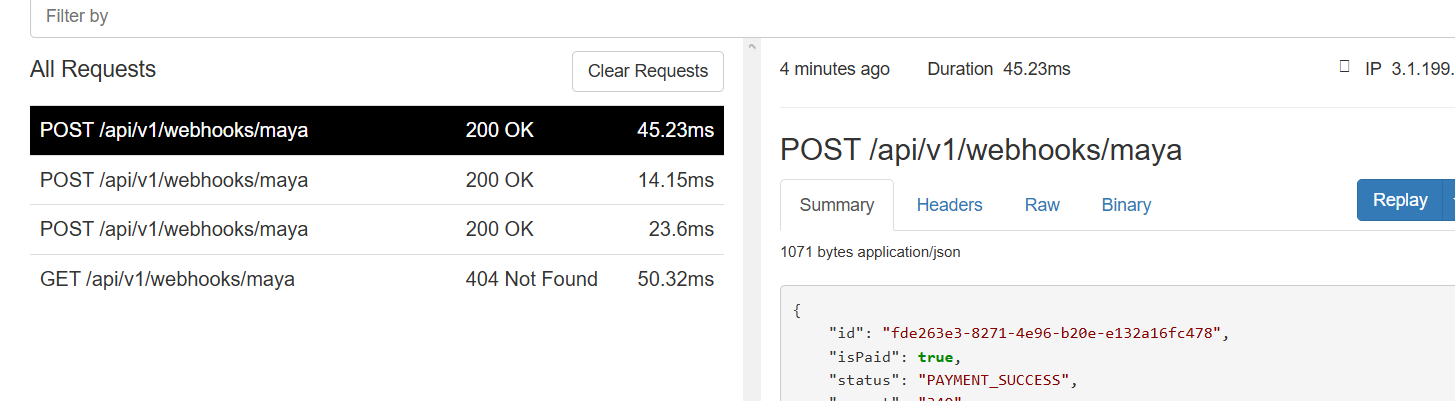 Filter by
All Requests
Clear Requests
POST /api/v1/webhooks/maya 200 OK 45.23ms
POST /api/v1/webhooks/maya 200 OK 14.15ms
POST /api/v1/webhooks/maya 200 OK 23.6ms
GET /api/v1/webhooks/maya 404 Not Found 50.32ms
4 minutes ago Duration 45.23ms IP 3.1.199.
POST /api/v1/webhooks/maya
Summary Headers Raw Binary Replay
1071 bytes application/json
{
"id": "fde263e3-8271-4e96-b20e-e132a16fc478",
"isPaid": true,
"status": "PAYMENT_SUCCESS",